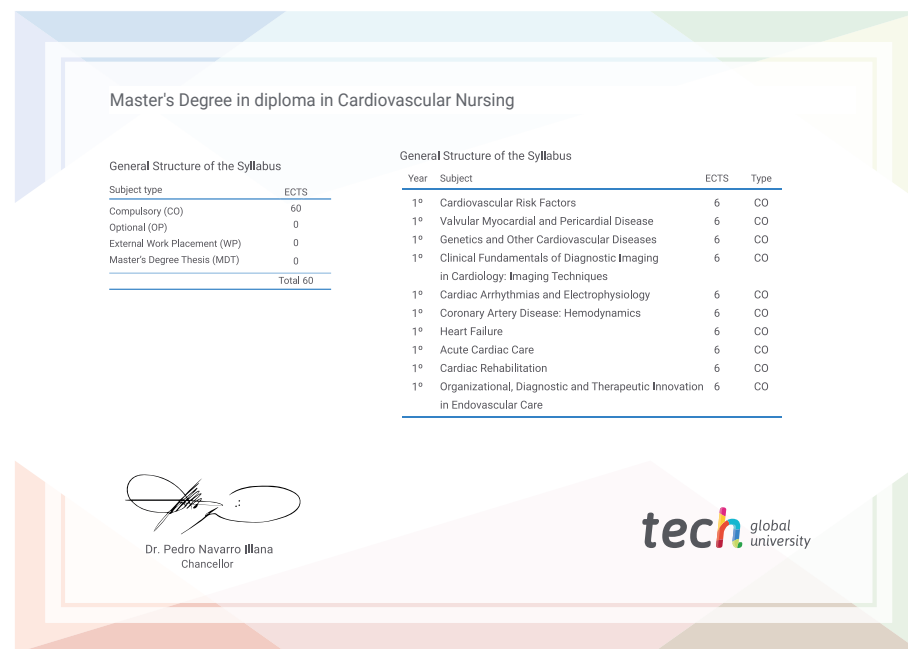 Master's Degree in diploma in Cardiovascular Nursing
General Structure of the Syllabus
Subject type ECTS
Compulsory (CO) 60
Optional (OP) 0
External Work Placement (WP) 0
Master's Degree Thesis (MDT) 0
Total 60
General Structure of the Syllabus
Year Subject ECTS Type
1º Cardiovascular Risk Factors 6 CO
1º Valvular Myocardial and Pericardial Disease 6 CO
1º Genetics and Other Cardiovascular Diseases 6 CO
1º Clinical Fundamentals of Diagnostic Imaging 6 CO
in Cardiology: Imaging Techniques
1º Cardiac Arrhythmias and Electrophysiology 6 CO
1º Coronary Artery Disease: Hemodynamics 6 CO
1º Heart Failure 6 CO
1º Acute Cardiac Care 6 CO
1º Cardiac Rehabilitation 6 CO
1º Organizational, Diagnostic and Therapeutic Innovation 6 CO
in Endovascular Care
Dr. Pedro Navarro Illana
Chancellor
tech global
university